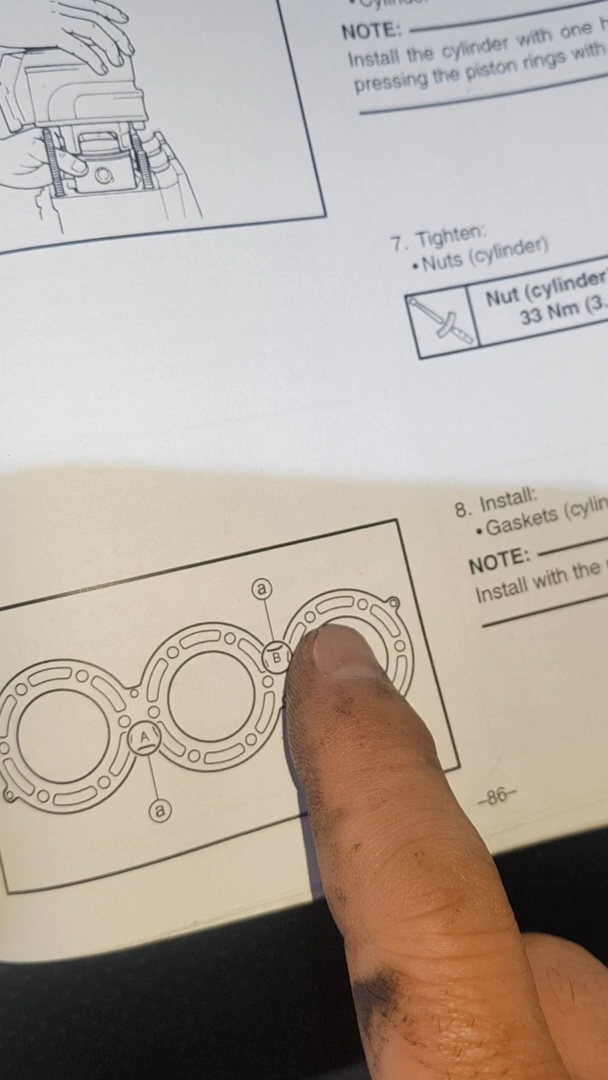 NOTE:
Install the cylinder with one
pressing the piston rings with
7. Tighten:
• Nuts (cylinder)
Nut (cylinder
33 Nm (3.
8. Install:
• Gaskets (cylin
NOTE:
Install with the
a
B
A
a
–86–